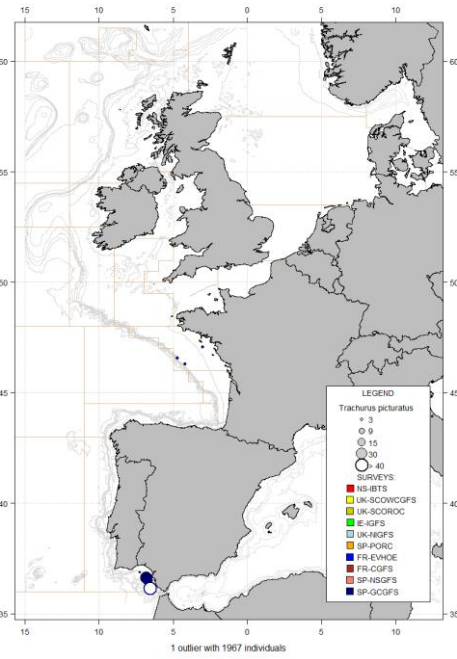 15 10 5 0 5 10
60
55
50
45
40
35
60
55
50
45
40
35
LEGEND
Trachurus picturatus
3
9
15
30
> 40
SURVEYS:
NS-IBTS
UK-SCOWCGFS
UK-SCOROC
IE-IGFS
UK-NIGFS
SP-PORC
FR-EVHOE
FR-CGFS
SP-NSGFS
SP-GCGFS
15 10 5 0 5 10
1 outlier with 1967 individuals